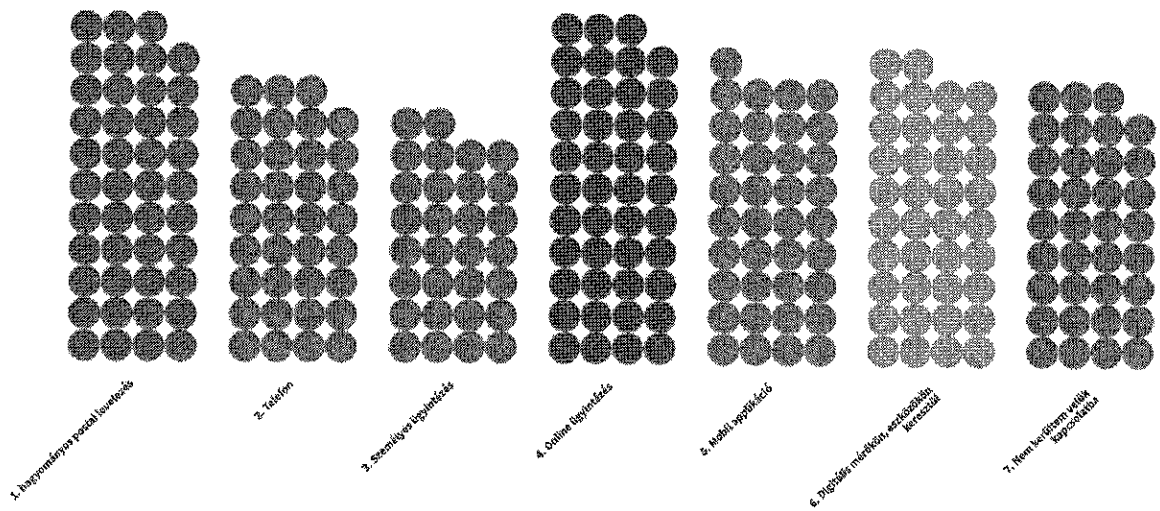 1. hagyományos postai levelezés
2. Telefon
3. Személyes ügyintézés
4. Online ügyintézés
5. Mobil applikáció
6. Digitális mérőkön, eszközökön
keresztül
7. Nem kerültem velük
kapcsolatba